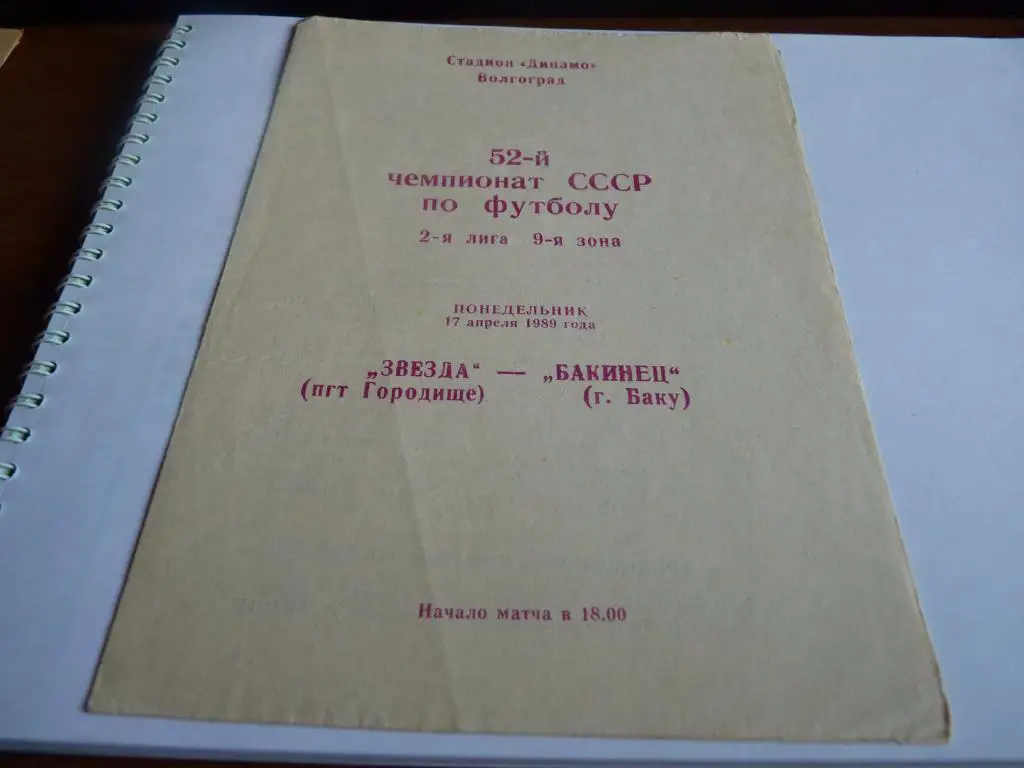 Стадион «Динамо»
Волгоград
52-й
чемпионат СССР
по футболу
2-я лига 9-я зона
ПОНЕДЕЛЬНИК
17 апреля 1989 года
„ЗВЕЗДА“ — „БАКИНЕЦ“
(пгт Городище) (г. Баку)
Начало матча в 18.00